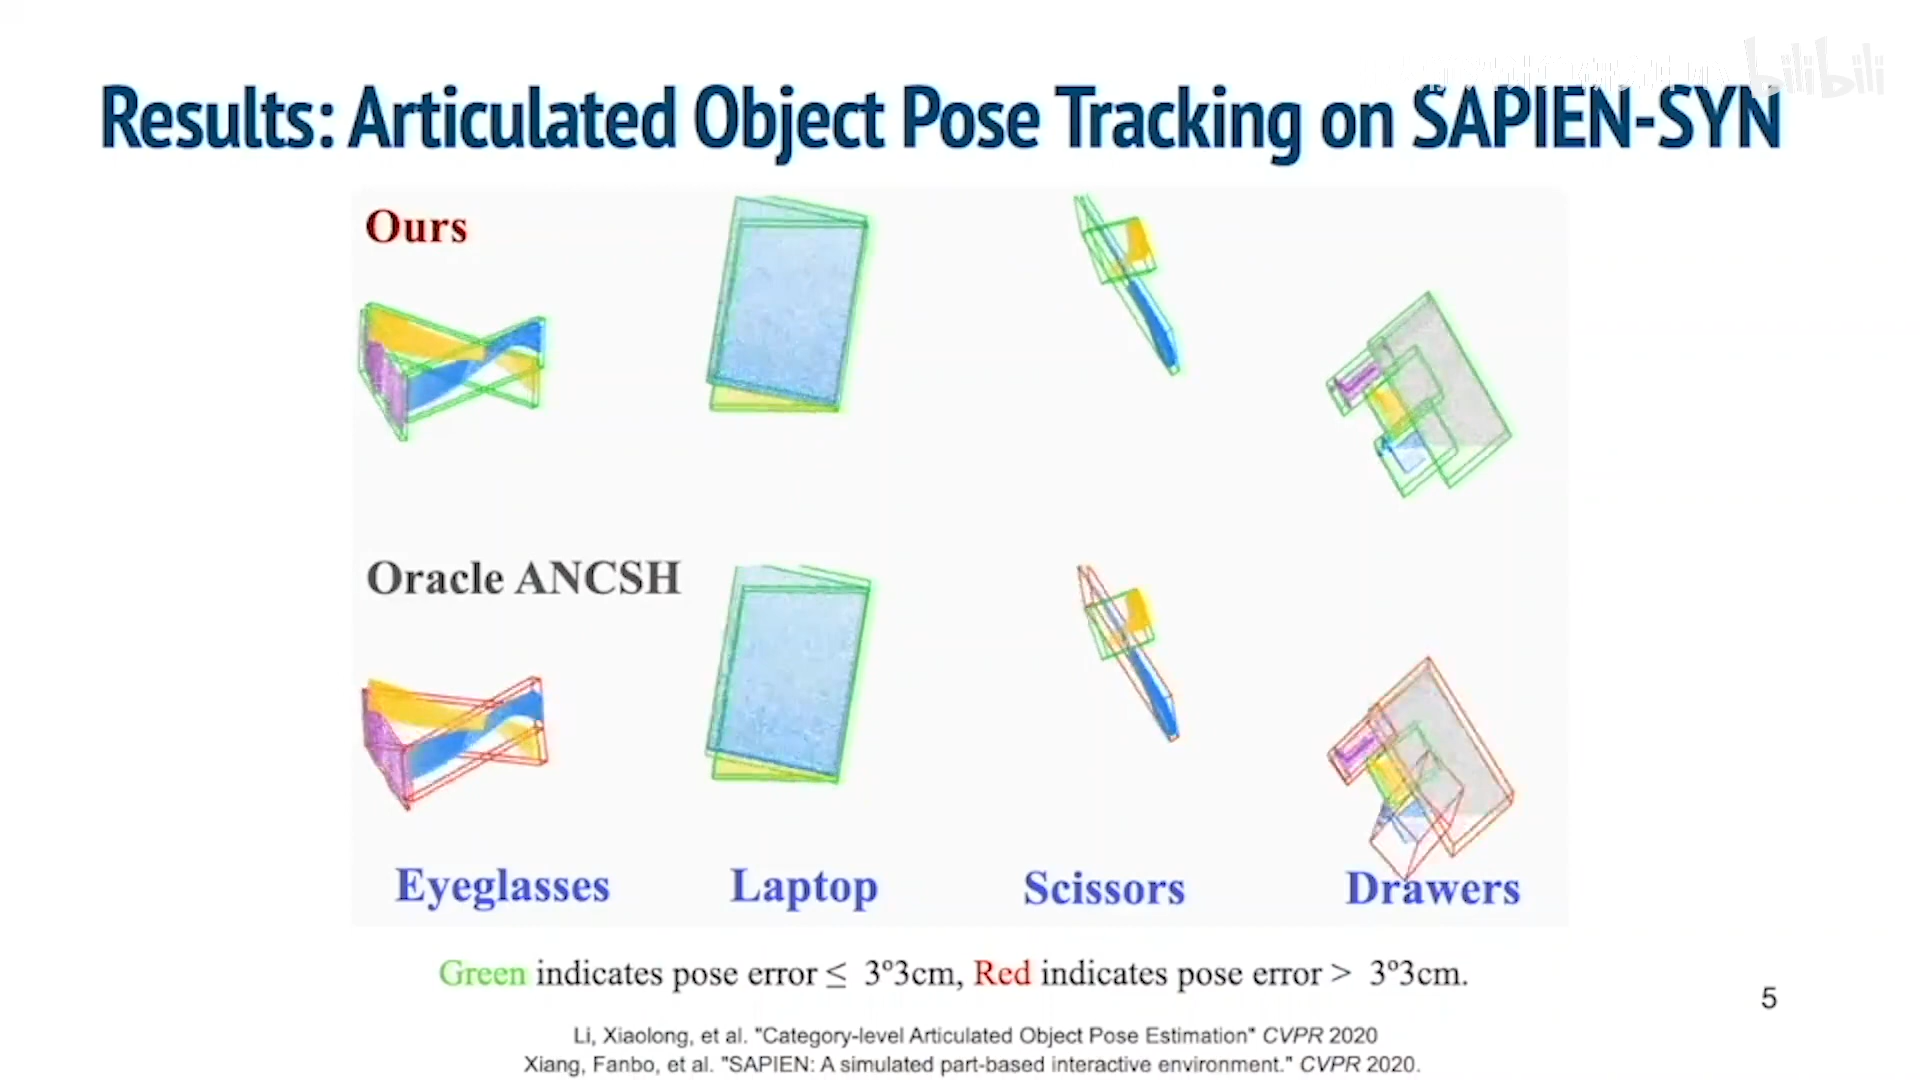 bilibili
Results: Articulated Object Pose Tracking on SAPIEN-SYN
Ours
Oracle ANCSH
Eyeglasses Laptop Scissors Drawers
Green indicates pose error ≤ 3°3cm, Red indicates pose error > 3°3cm.
5
Li, Xiaolong, et al. "Category-level Articulated Object Pose Estimation" CVPR 2020
Xiang, Fanbo, et al. "SAPIEN: A simulated part-based interactive environment." CVPR 2020.